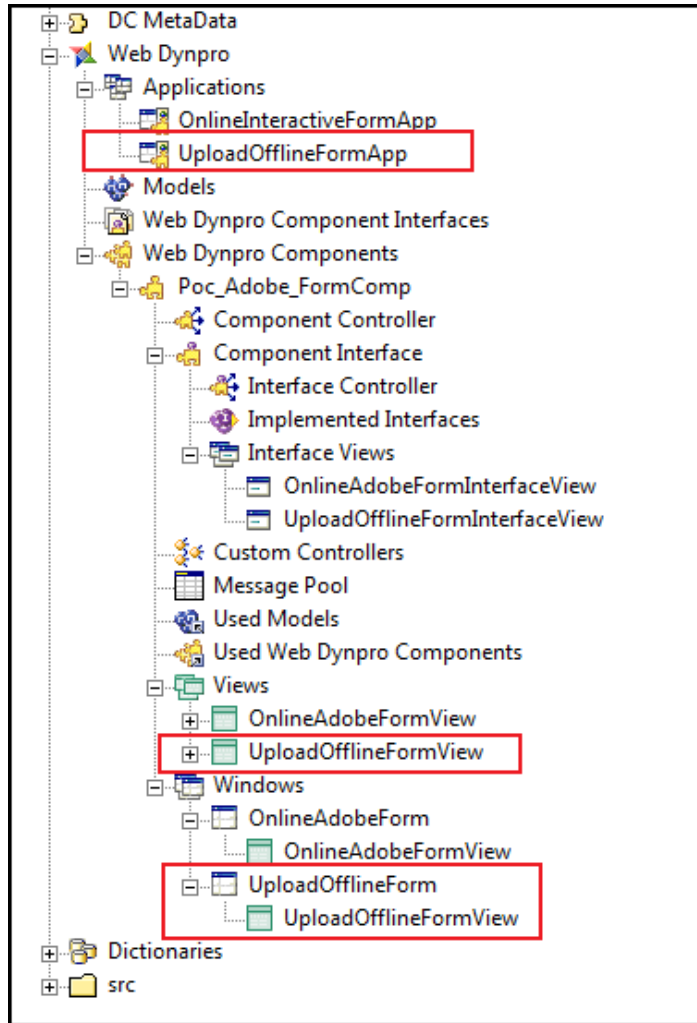 DC MetaData
Web Dynpro
Applications
OnlineInteractiveFormApp
UploadOfflineFormApp
Models
Web Dynpro Component Interfaces
Web Dynpro Components
Poc_Adobe_FormComp
Component Controller
Component Interface
Interface Controller
Implemented Interfaces
Interface Views
OnlineAdobeFormInterfaceView
UploadOfflineFormInterfaceView
Custom Controllers
Message Pool
Used Models
Used Web Dynpro Components
Views
OnlineAdobeFormView
UploadOfflineFormView
Windows
OnlineAdobeForm
OnlineAdobeFormView
UploadOfflineForm
UploadOfflineFormView
Dictionaries
src